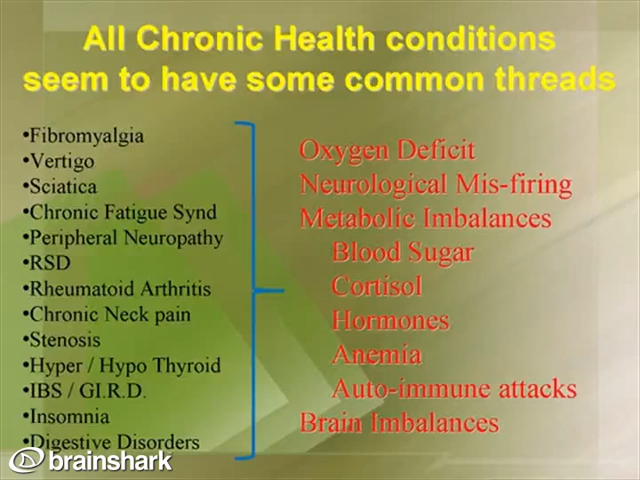 All Chronic Health conditions
seem to have some common threads
•Fibromyalgia
•Vertigo
•Sciatica
•Chronic Fatigue Synd
•Peripheral Neuropathy
•RSD
•Rheumatoid Arthritis
•Chronic Neck pain
•Stenosis
•Hyper / Hypo Thyroid
•IBS / GI.R.D.
•Insomnia
•Digestive Disorders
Oxygen Deficit
Neurological Mis-firing
Metabolic Imbalances
Blood Sugar
Cortisol
Hormones
Anemia
Auto-immune attacks
Brain Imbalances
brainshark